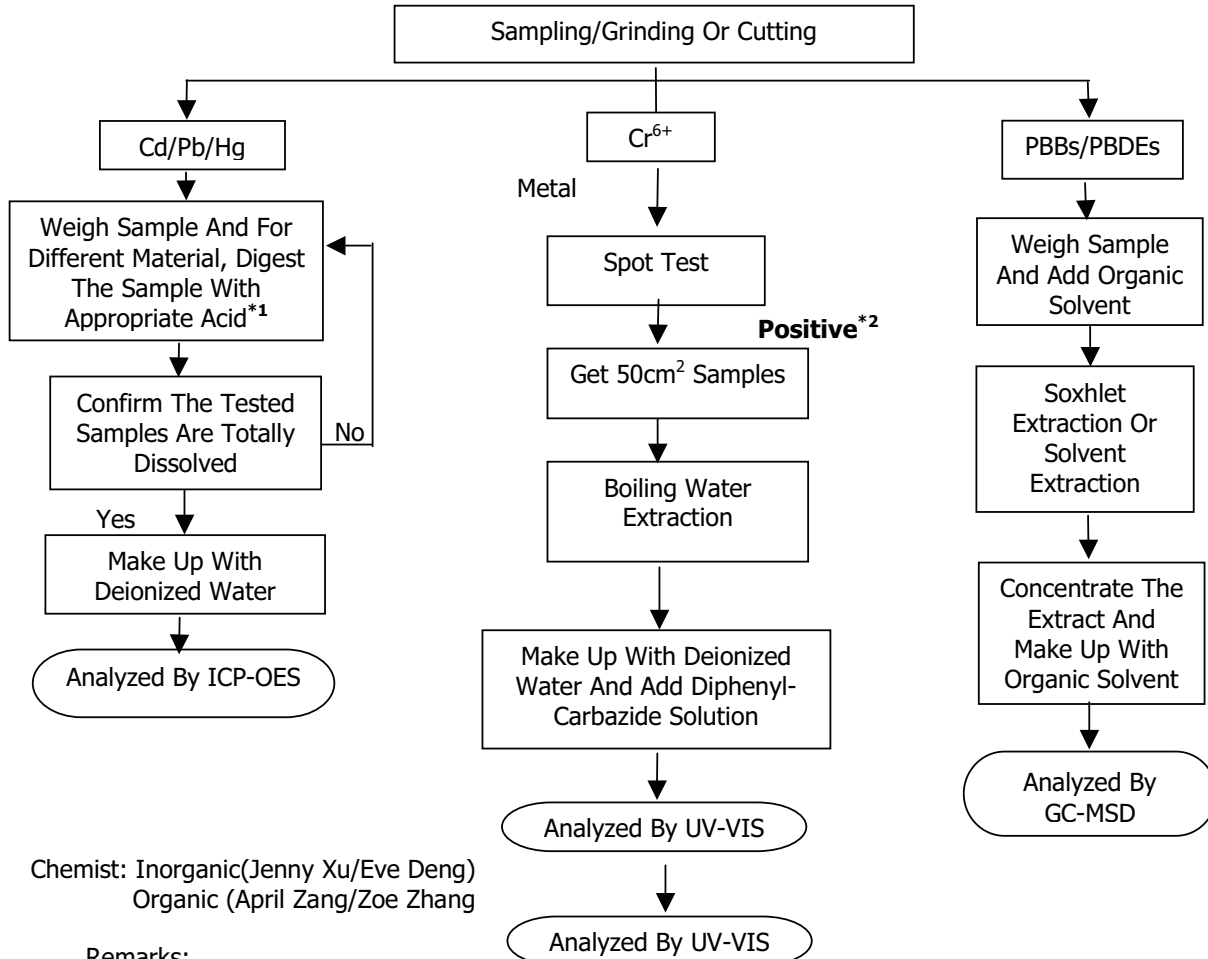 Sampling/Grinding Or Cutting
Cd/Pb/Hg
Weigh Sample And For
Different Material, Digest
The Sample With
Appropriate Acid*1
Confirm The Tested
Samples Are Totally
Dissolved
No
Yes
Make Up With
Deionized Water
Analyzed By ICP-OES
Cr6+
Metal
Spot Test
Positive*2
Get 50cm2 Samples
Boiling Water
Extraction
Make Up With Deionized
Water And Add Diphenyl-
Carbazide Solution
Analyzed By UV-VIS
Analyzed By UV-VIS
PBBs/PBDEs
Weigh Sample
And Add Organic
Solvent
Soxhlet
Extraction Or
Solvent
Extraction
Concentrate The
Extract And
Make Up With
Organic Solvent
Analyzed By
GC-MSD
Chemist: Inorganic(Jenny Xu/Eve Deng)
Organic (April Zang/Zoe Zhang
Remarks: